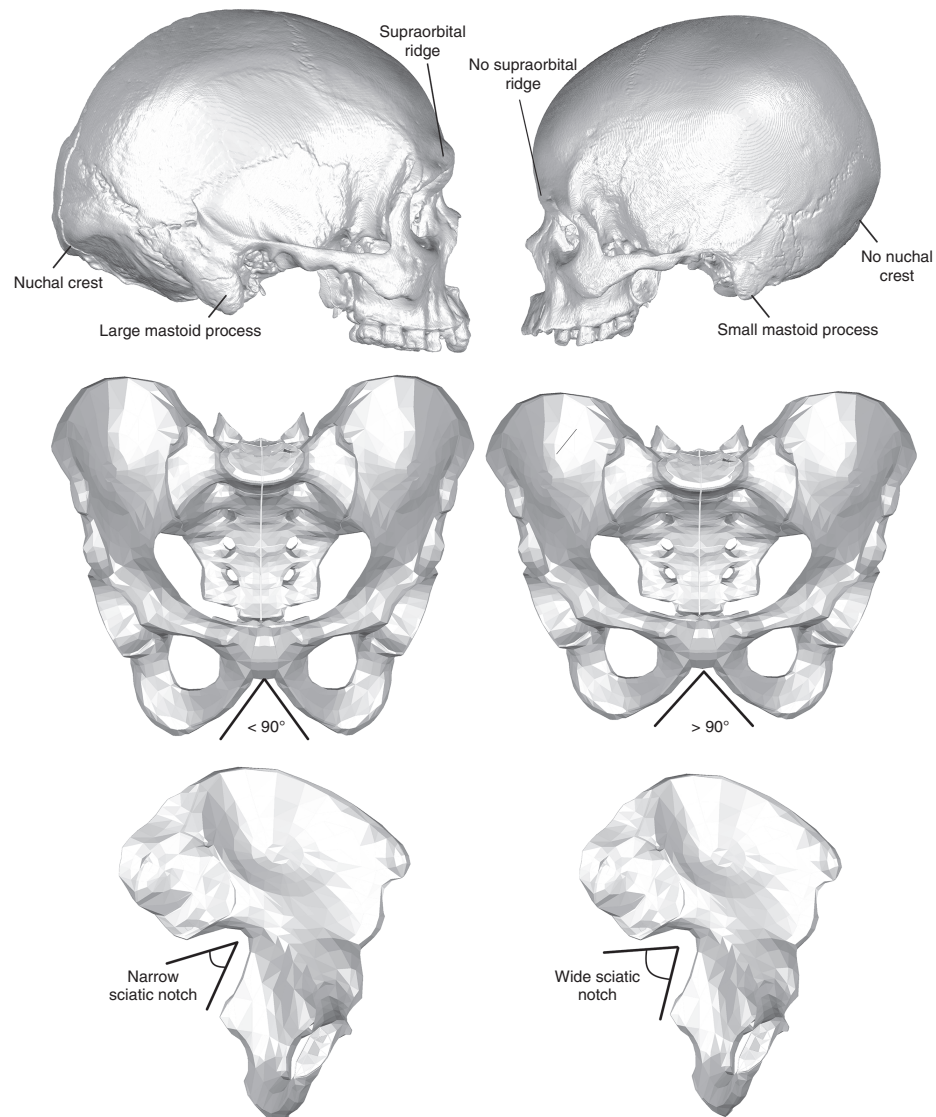 Supraorbital
ridge
No supraorbital
ridge
Nuchal crest
Large mastoid process
No nuchal
crest
Small mastoid process
< 90°
> 90°
Narrow
sciatic notch
Wide sciatic
notch